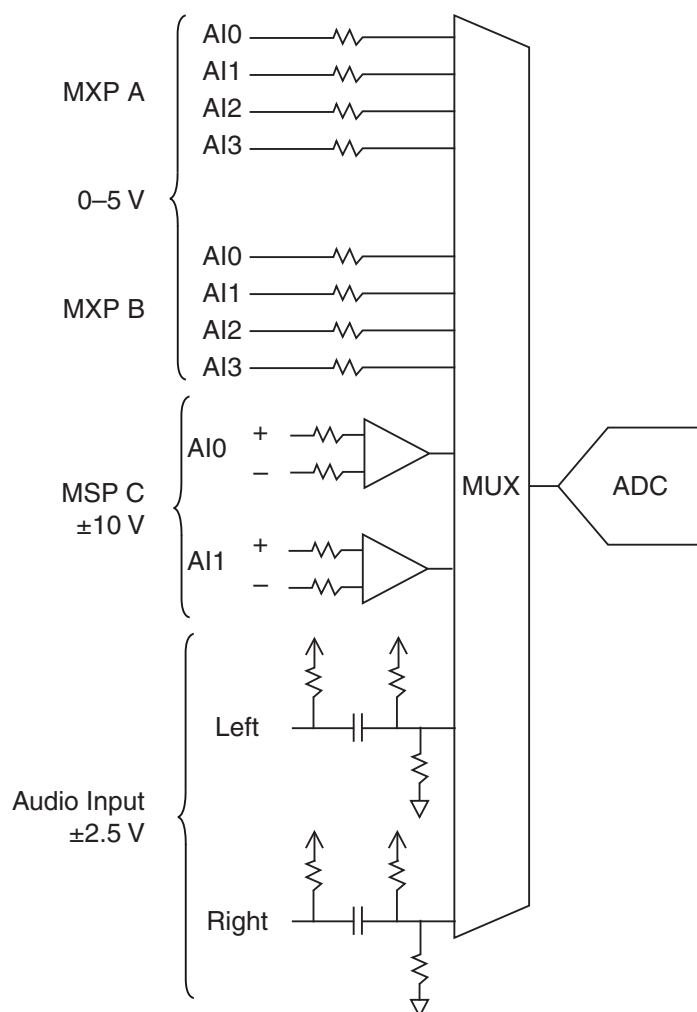 MXP A
0–5 V
MXP B
AI0
AI1
AI2
AI3
AI0
AI1
AI2
AI3
MSP C
±10 V
AI0
+
–
AI1
+
–
Audio Input
±2.5 V
Left
Right
MUX
ADC